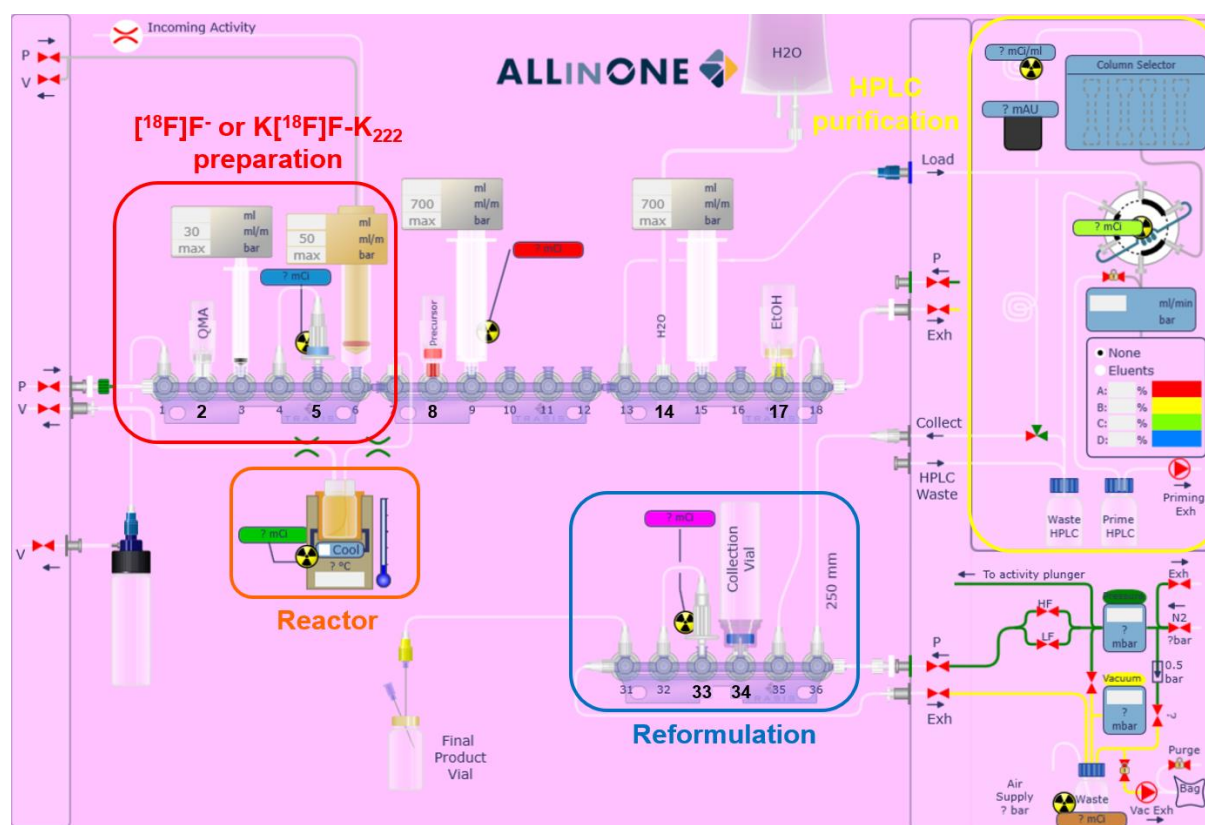 Incoming Activity
P
V
ALLINONE
H2O
HPLC
purification
? mCi/ml
Column Selector
? mAU
[¹⁸F]F⁻ or K[¹⁸F]F-K₂₂₂
preparation
Load
ml
30 ml/m
max bar
ml
50 ml/m
max bar
ml
700 ml/m
max bar
ml
700 ml/m
max bar
? mCi
? mCi
? mCi
P
Exh
QMA
Precursor
H2O
EtOH
ml/min
bar
None
Eluents
A: %
B: %
C: %
D: %
P
V
1 2 3 4 5 6 7 8 9 10 11 12 13 14 15 16 17 18
Collect
HPLC
Waste
Waste
HPLC
Prime
HPLC
Priming
Exh
V
? mCi
Cool
? °C
Reactor
? mCi
Collection
Vial
250 mm
31 32 33 34 35 36
Reformulation
P
Exh
To activity plunger
HF
LF
? mbar
Exh
N2
?bar
0.5
bar
Vacuum
? mbar
?
Final
Product
Vial
Air
Supply
? bar
Waste
? mCi
Vac Exh
Purge
Bag